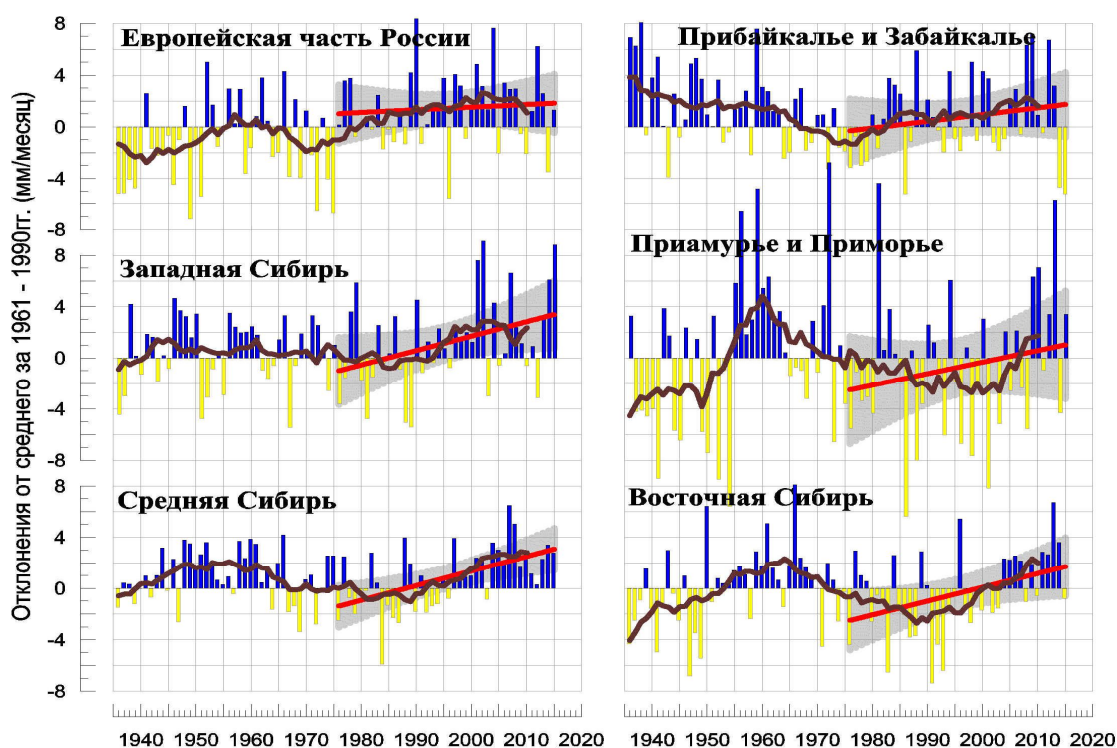 Отклонения от среднего за 1961 - 1990гг. (мм/месяц)
8
4
0
-4
-8
8
4
0
-4
-8
8
4
0
-4
-8
Европейская часть России
Прибайкалье и Забайкалье
Западная Сибирь
Приамурье и Приморье
Средняя Сибирь
Восточная Сибирь
1940 1950 1960 1970 1980 1990 2000 2010 2020
1940 1950 1960 1970 1980 1990 2000 2010 2020